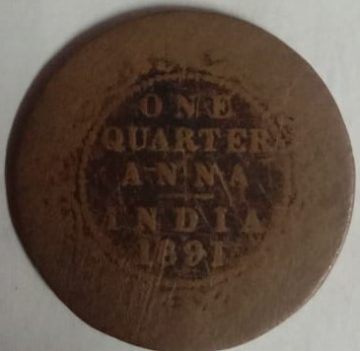 ONE
QUARTER
ANNA
INDIA
1891